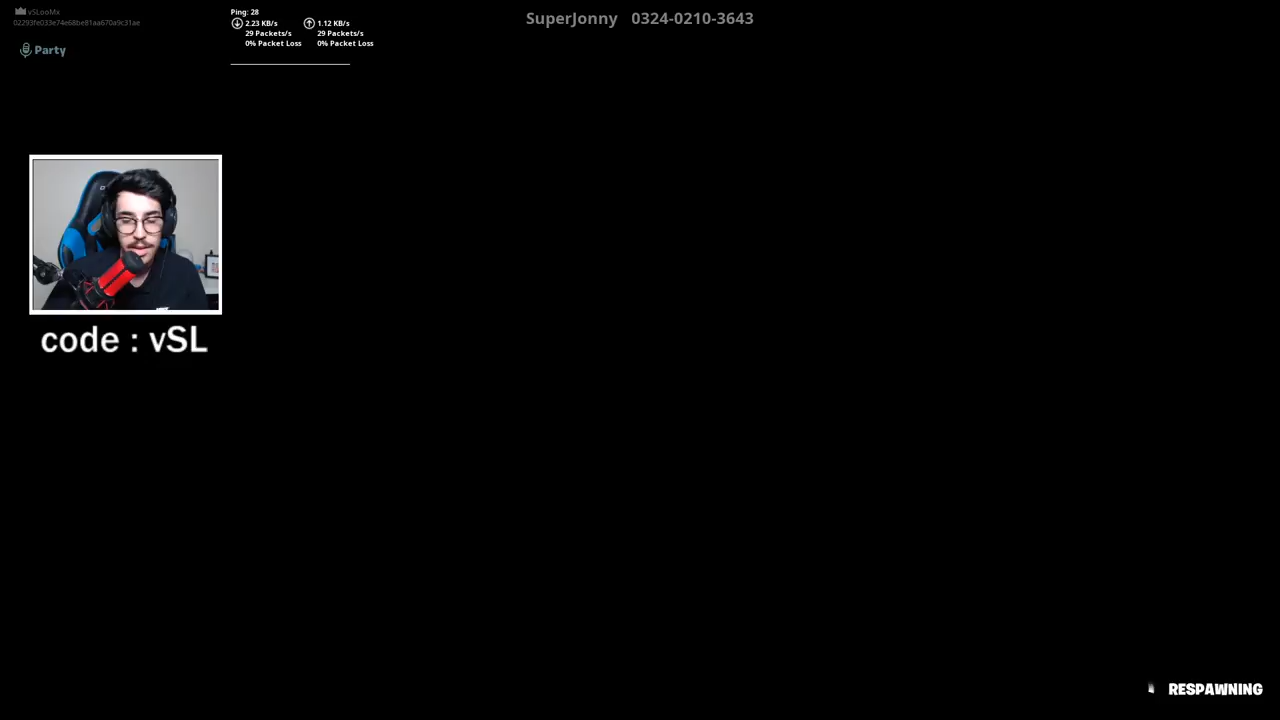 vSLooMx
02293fe033e74e68be81aa670a9c31ae
Party
Ping: 28
2.23 KB/s 1.12 KB/s
29 Packets/s 29 Packets/s
0% Packet Loss 0% Packet Loss
SuperJonny 0324-0210-3643
code : vSL
RESPAWNING